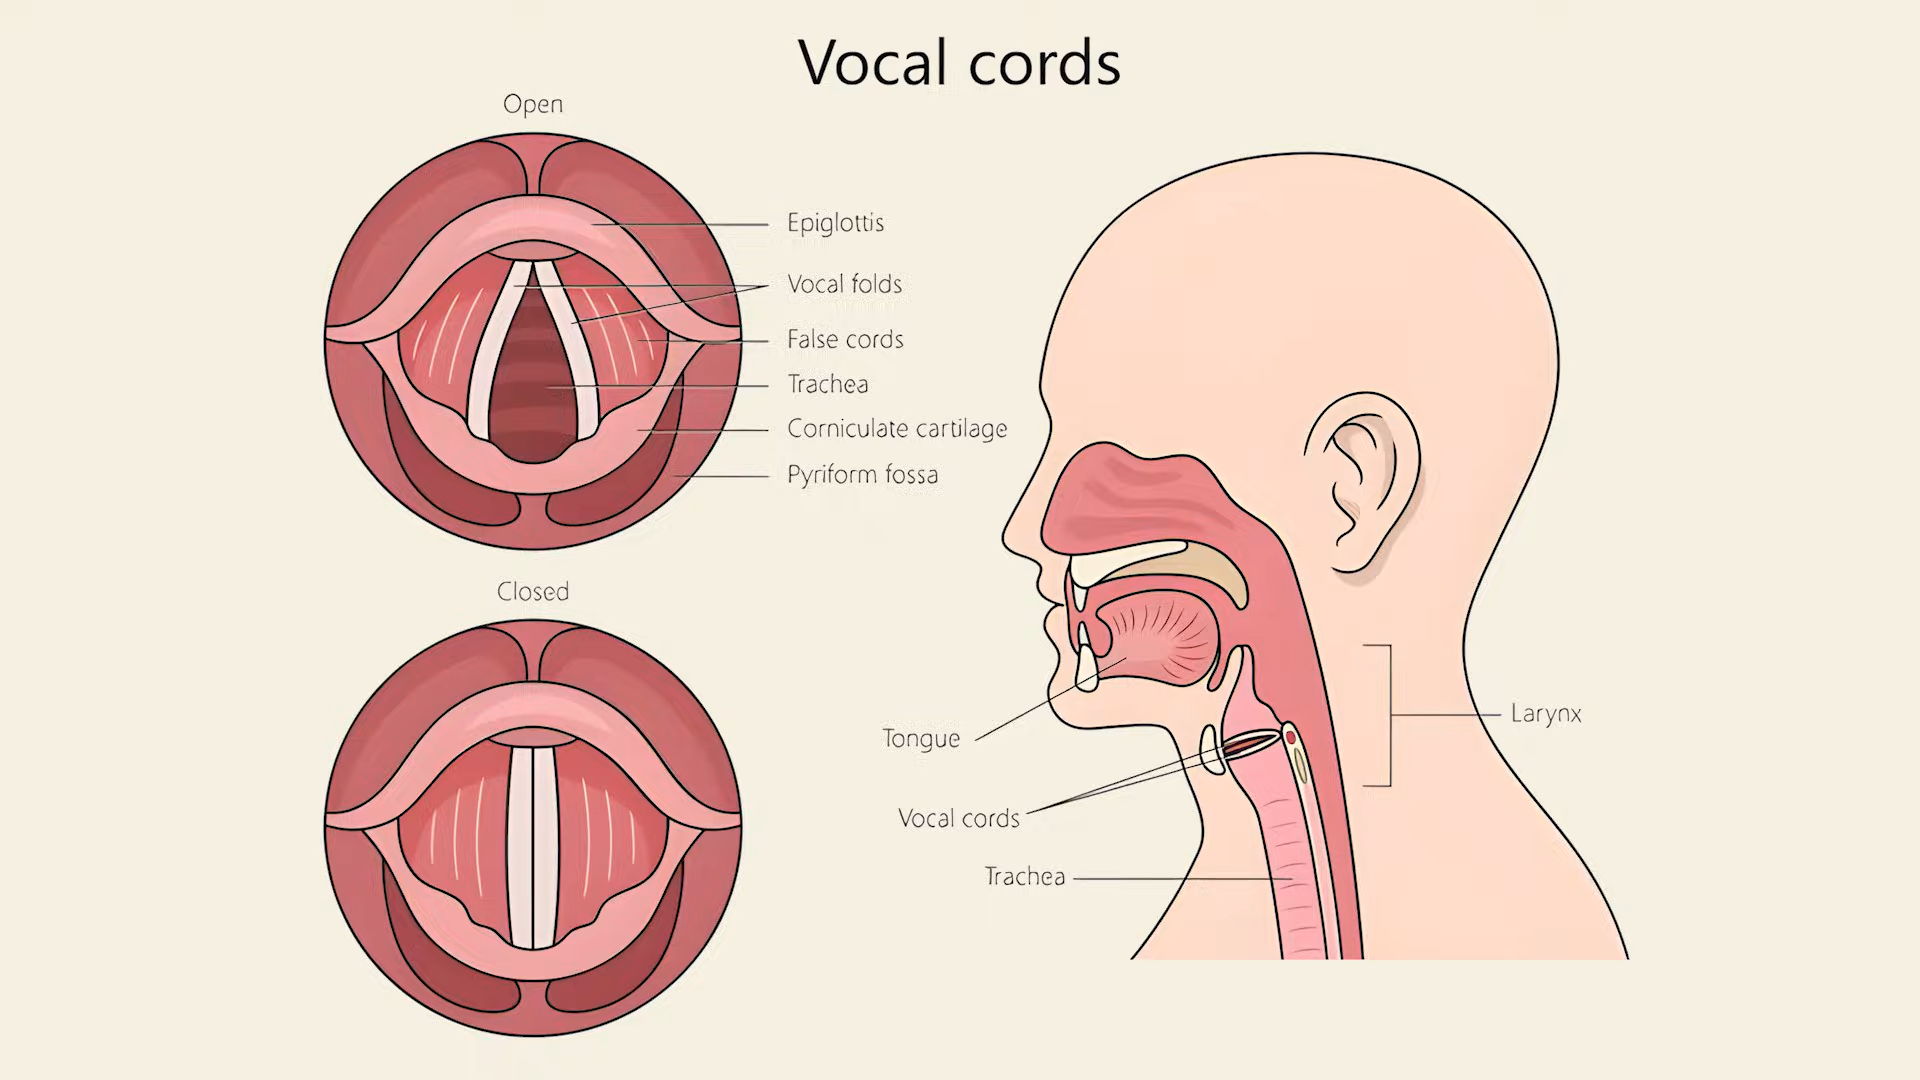 Vocal cords
Open
Epiglottis
Vocal folds
False cords
Trachea
Corniculate cartilage
Pyriform fossa
Closed
Tongue
Larynx
Vocal cords
Trachea